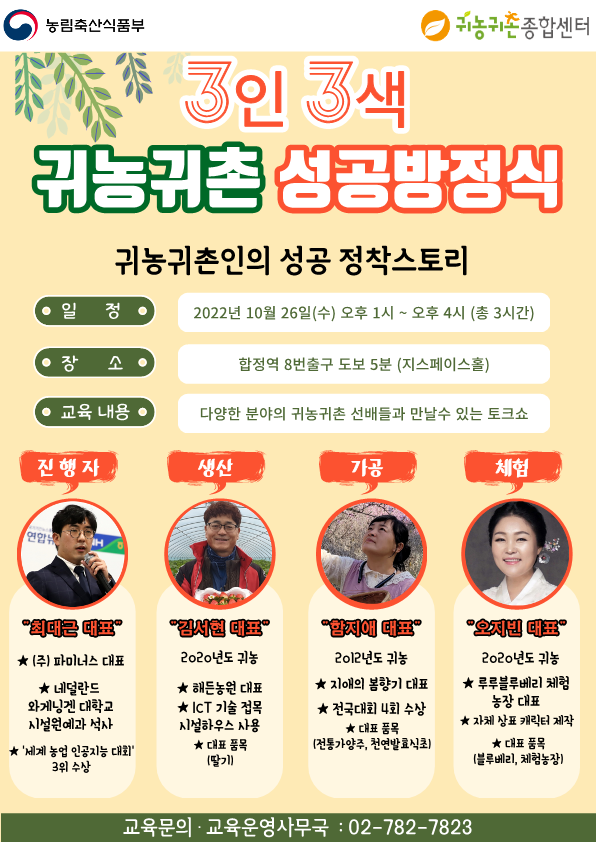 농림축산식품부
귀농귀촌종합센터
3인 3색
귀농귀촌 성공방정식
귀농귀촌인의 성공 정착스토리
일 정
2022년 10월 26일(수) 오후 1시 ~ 오후 4시 (총 3시간)
장 소
합정역 8번출구 도보 5분 (지스페이스홀)
교육 내용
다양한 분야의 귀농귀촌 선배들과 만날수 있는 토크쇼
진 행 자
연합뉴
"최대근 대표"
★ (주) 파미너스 대표
★ 네덜란드
와게닝겐 대학교
시설원예과 석사
★ '세계 농업 인공지능 대회'
3위 수상
생산
"김서현 대표"
2020년도 귀농
★ 해든농원 대표
★ ICT 기술 접목
시설하우스 사용
★ 대표 품목
(딸기)
가공
"함지애 대표"
2012년도 귀농
★ 지애의 봄향기 대표
★ 전국대회 4회 수상
★ 대표 품목
(전통가양주, 천연발효식초)
체험
"오지빈 대표"
2020년도 귀농
★ 루루블루베리 체험
농장 대표
★ 자체 상표 캐릭터 제작
★ 대표 품목
(블루베리, 체험농장)
교육문의 · 교육운영사무국 : 02-782-7823